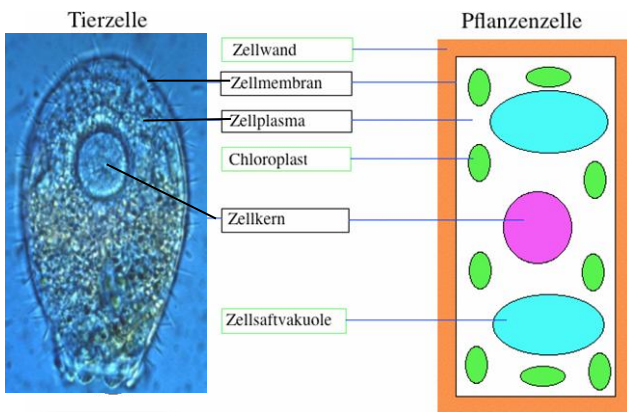 Tierzelle
Pflanzenzelle
Zellwand
Zellmembran
Zellplasma
Chloroplast
Zellkern
Zellsaftvakuole